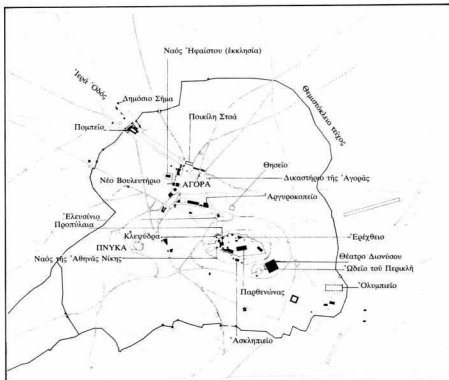 Ναός Ἡφαίστου (ἐκκλησία)
Ἱερά Ὁδός
Δημόσιο Σῆμα
Θεμιστόκλειο τεῖχος
Πομπεῖο
Ποικίλη Στοά
Θησεῖο
Νέο Βουλευτήριο
ΑΓΟΡΑ
Δικαστήριο τῆς Ἀγορᾶς
Ἀργυροκοπεῖο
Ἐλευσίνιο
Προπύλαια
Κλεψύδρα
ΠΝΥΚΑ
Ἐρέχθειο
Ναός τῆς Ἀθηνᾶς Νίκης
Θέατρο Διονύσου
Ὠδεῖο τοῦ Περικλῆ
Παρθενώνας
Ὀλυμπιεῖο
Ἀσκληπιεῖο